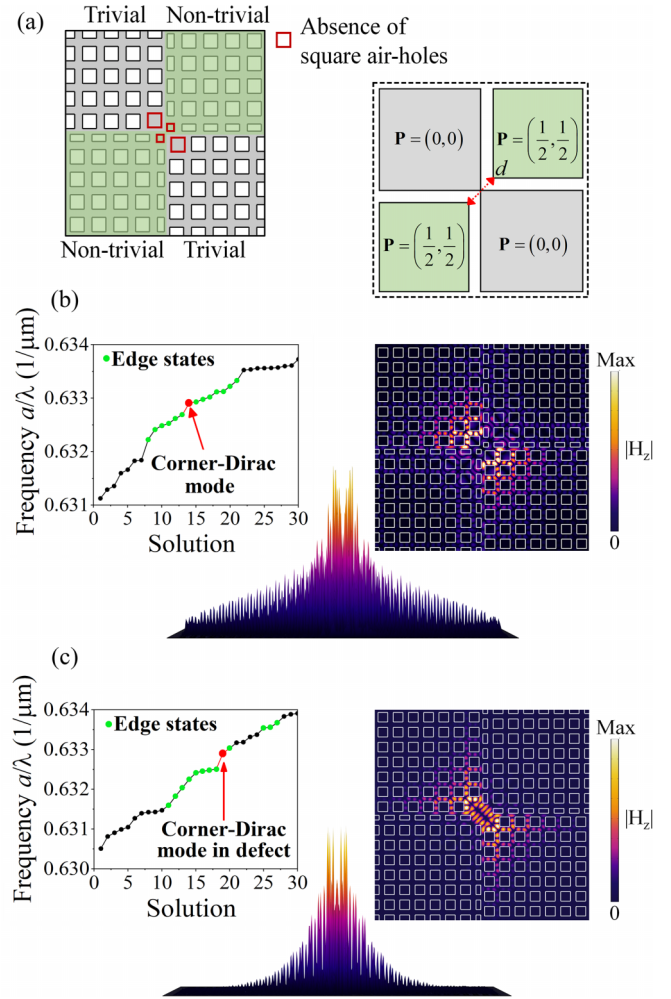 (a)
Trivial Non-trivial
Absence of
square air-holes
Non-trivial Trivial
P = (0,0)
P =
(1/2, 1/2)
d
P =
(1/2, 1/2)
P = (0,0)
(b)
0.634
0.633
0.632
0.631
Frequency a/λ (1/μm)
Edge states
Corner-Dirac
mode
0 5 10 15 20 25 30
Solution
Max
|H_z|
0
(c)
0.634
0.633
0.632
0.631
0.630
Frequency a/λ (1/μm)
Edge states
Corner-Dirac
mode in defect
0 5 10 15 20 25 30
Solution
Max
|H_z|
0